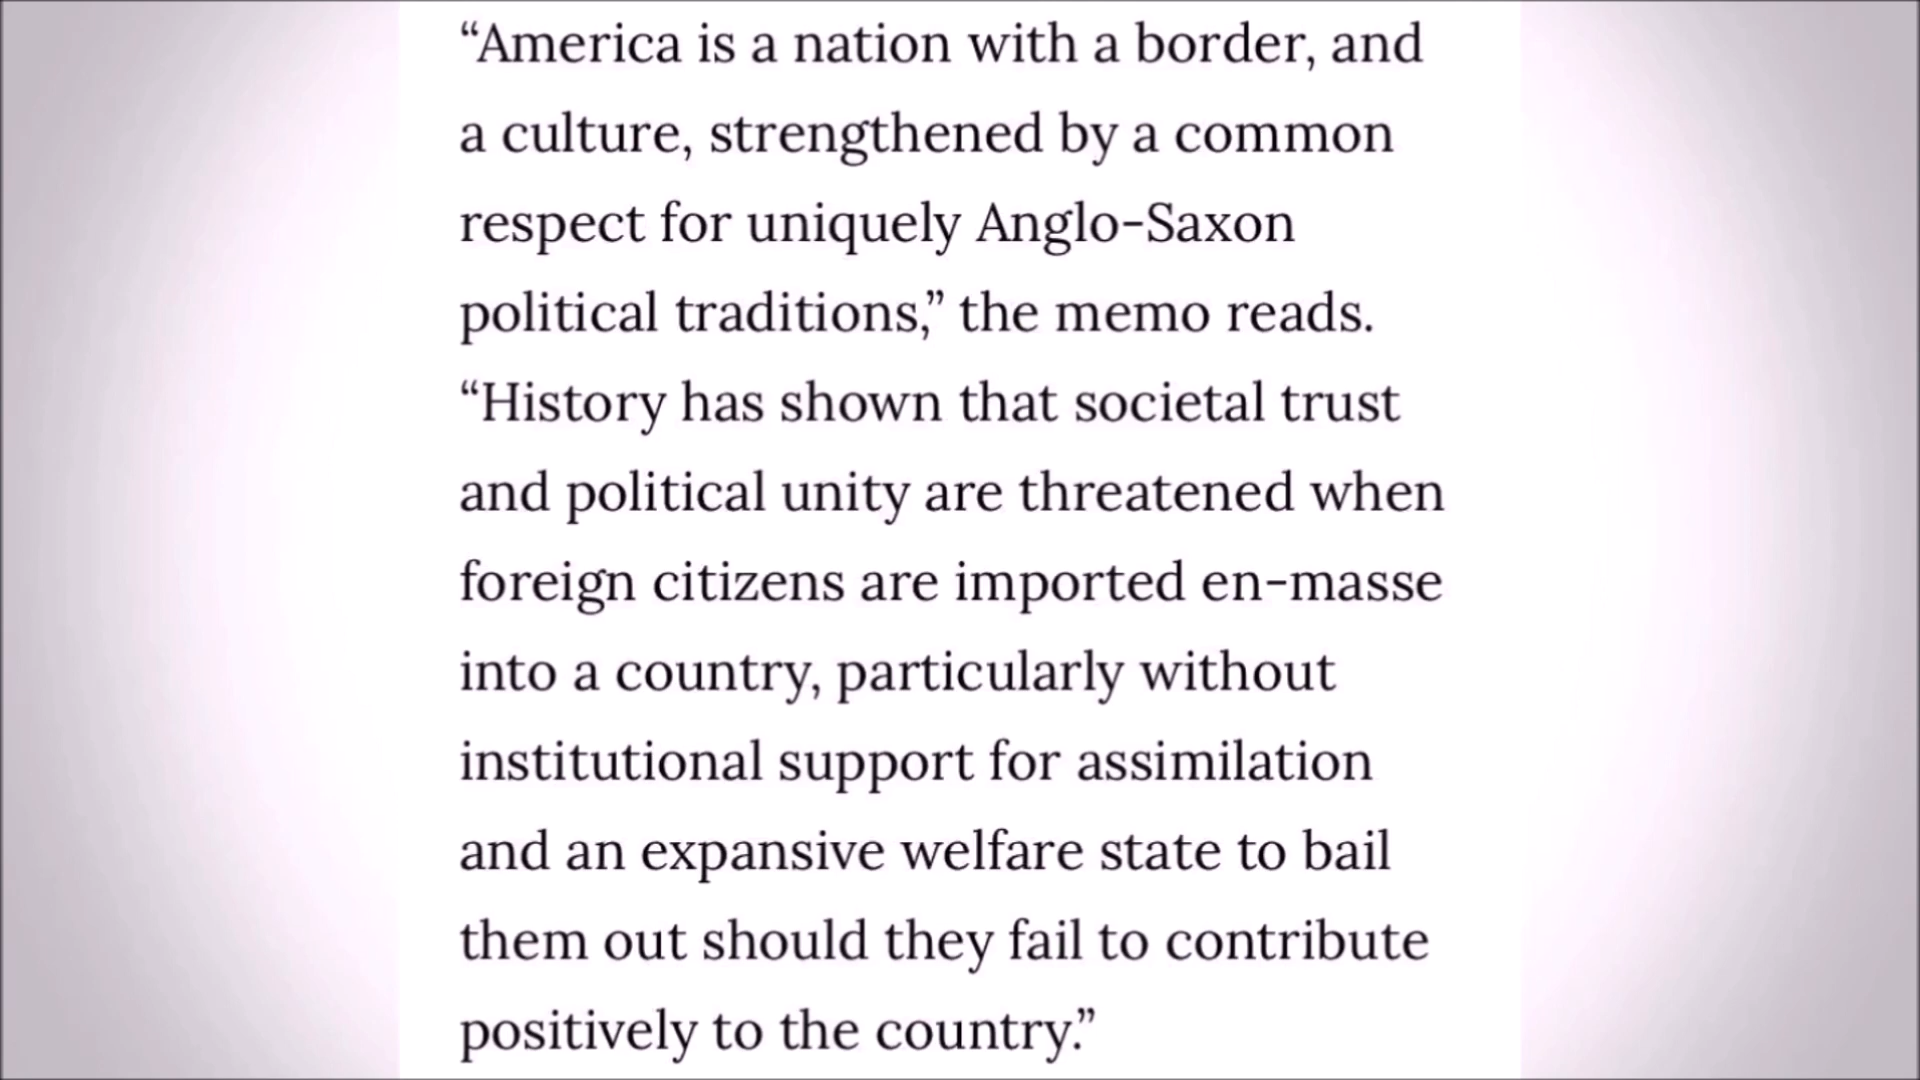 “America is a nation with a border, and
a culture, strengthened by a common
respect for uniquely Anglo-Saxon
political traditions,” the memo reads.
“History has shown that societal trust
and political unity are threatened when
foreign citizens are imported en-masse
into a country, particularly without
institutional support for assimilation
and an expansive welfare state to bail
them out should they fail to contribute
positively to the country.”